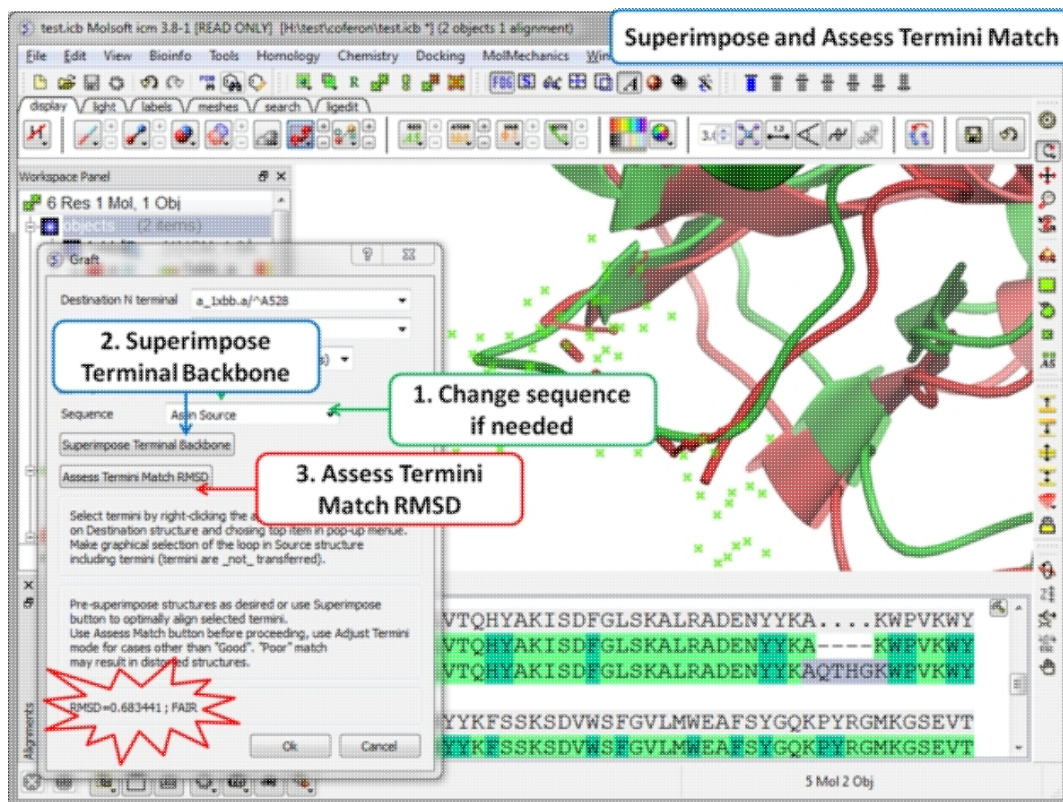 test.icb Molsoft icm 3.8-1 [READ ONLY] [H:\test\coferon\test.icb *] (2 objects 1 alignment)
Superimpose and Assess Termini Match
File Edit View Bioinfo Tools Homology Chemistry Docking MolMechanics
display light labels meshes search ligedit
Workspace Panel
6 Res 1 Mol, 1 Obj
objects (2 items)
Graft
Destination N terminal a_1xbb.a/^A528
2. Superimpose
Terminal Backbone
1. Change sequence
if needed
Sequence As in Source
Superimpose Terminal Backbone
Assess Termini Match RMSD
3. Assess Termini
Match RMSD
Select termini by right-clicking the
on Destination structure and chosing top item in pop-up menue.
Make graphical selection of the loop in Source structure
including termini (termini are _not_ transferred).
Pre-superimpose structures as desired or use Superimpose
button to optimally align selected termini.
Use Assess Match button before proceeding, use Adjust Termini
mode for cases other than "Good". "Poor" match
may result in distorted structures.
RMSD=0.683441 ; FAIR
Ok Cancel
VTQHYAKISDFGLSKALRADENYYKA....KWPVKWY
VTQHYAKISDFGLSKALRADENYYKA----KWPVKWY
VTQHYAKISDFGLSKALRADENYYKAQTHGKWPVKWY
YYKFSSKSDVWSFGVLMWEAFSYGQKPYRGMKGSEVT
YYKFSSKSDVWSFGVLMWEAFSYGQKPYRGMKGSEVT
Alignments
5 Mol 2 Obj